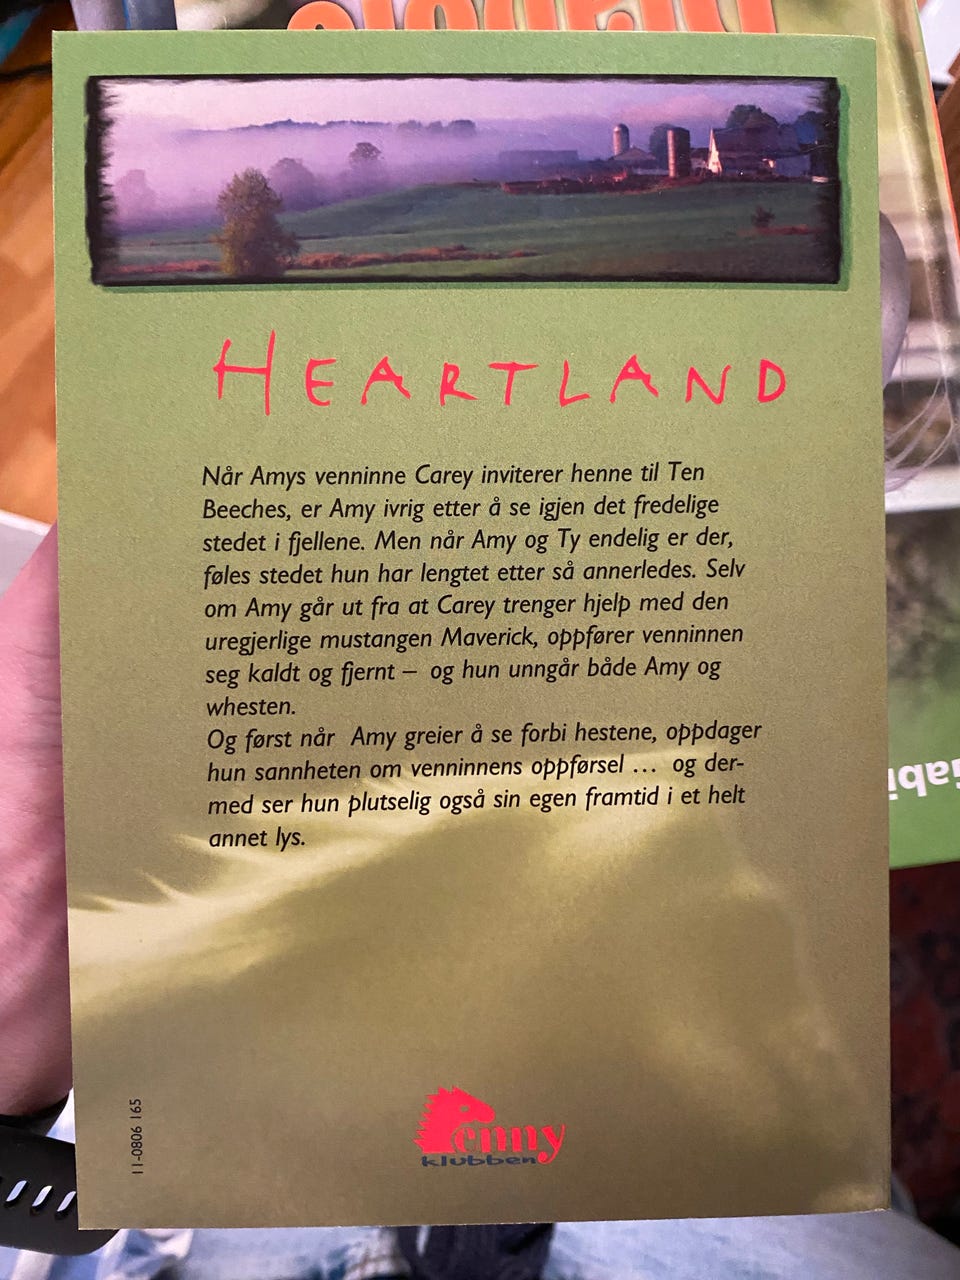 HEARTLAND
Når Amys venninne Carey inviterer henne til Ten
Beeches, er Amy ivrig etter å se igjen det fredelige
stedet i fjellene. Men når Amy og Ty endelig er der,
føles stedet hun har lengtet etter så annerledes. Selv
om Amy går ut fra at Carey trenger hjelp med den
uregjerlige mustangen Maverick, oppfører venninnen
seg kaldt og fjernt – og hun unngår både Amy og
whesten.
Og først når Amy greier å se forbi hestene, oppdager
hun sannheten om venninnens oppførsel ... og der-
med ser hun plutselig også sin egen framtid i et helt
annet lys.
Penny
klubben
11-0806 165